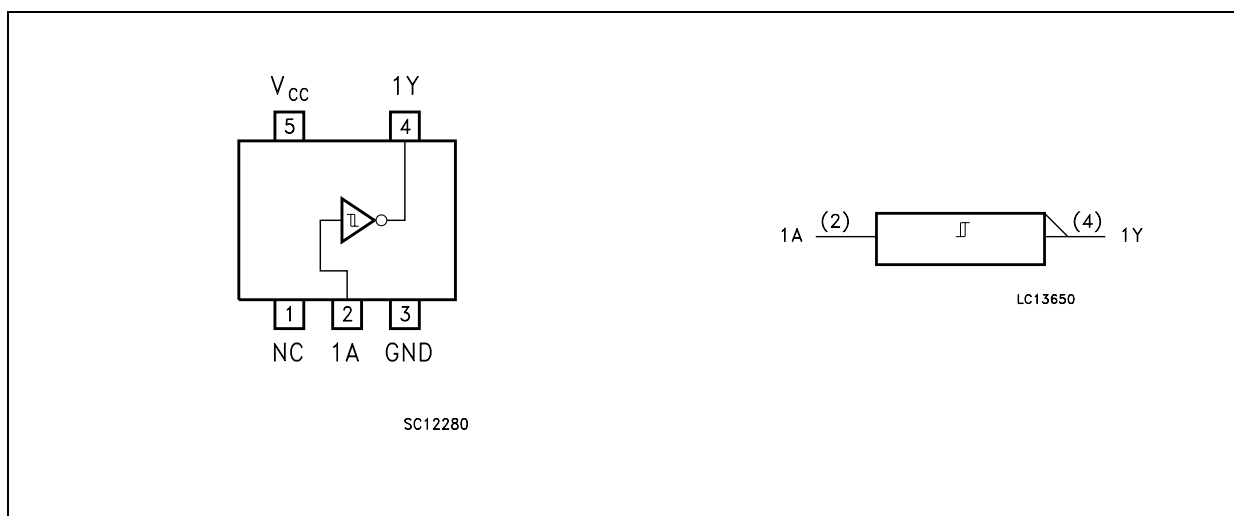 VCC 1Y
5 4
1 2 3
NC 1A GND
SC12280
1A (2) (4) 1Y
LC13650